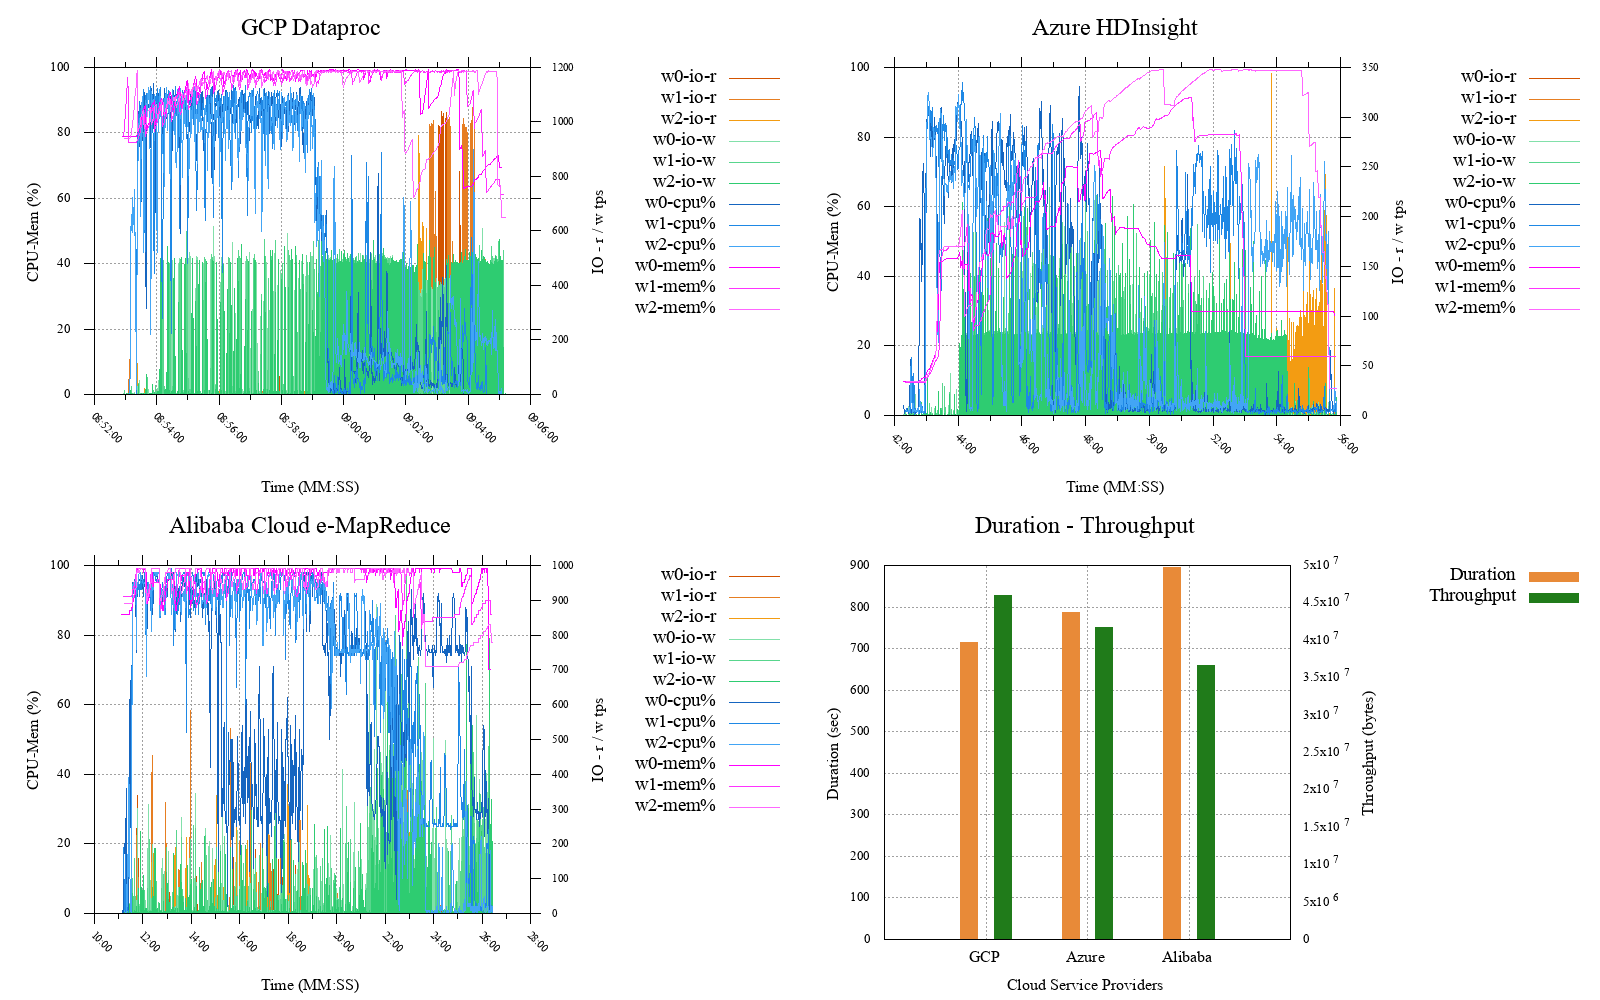 GCP Dataproc
CPU-Mem (%)
100
80
60
40
20
0
1200
1000
800
600
400
200
0
IO - r / w tps
08:52:00
08:54:00
08:56:00
08:58:00
09:00:00
09:02:00
09:04:00
09:06:00
Time (MM:SS)
w0-io-r
w1-io-r
w2-io-r
w0-io-w
w1-io-w
w2-io-w
w0-cpu%
w1-cpu%
w2-cpu%
w0-mem%
w1-mem%
w2-mem%
Azure HDInsight
CPU-Mem (%)
100
80
60
40
20
0
350
300
250
200
150
100
50
0
IO - r / w tps
42:00
44:00
46:00
48:00
50:00
52:00
54:00
56:00
Time (MM:SS)
w0-io-r
w1-io-r
w2-io-r
w0-io-w
w1-io-w
w2-io-w
w0-cpu%
w1-cpu%
w2-cpu%
w0-mem%
w1-mem%
w2-mem%
Alibaba Cloud e-MapReduce
CPU-Mem (%)
100
80
60
40
20
0
1000
900
800
700
600
500
400
300
200
100
0
IO - r / w tps
10:00
12:00
14:00
16:00
18:00
20:00
22:00
24:00
26:00
28:00
Time (MM:SS)
w0-io-r
w1-io-r
w2-io-r
w0-io-w
w1-io-w
w2-io-w
w0-cpu%
w1-cpu%
w2-cpu%
w0-mem%
w1-mem%
w2-mem%
Duration - Throughput
Duration (sec)
900
800
700
600
500
400
300
200
100
0
5x10 7
4.5x10 7
4x10 7
3.5x10 7
3x10 7
2.5x10 7
2x10 7
1.5x10 7
1x10 7
5x10 6
0
Throughput (bytes)
GCP
Azure
Alibaba
Cloud Service Providers
Duration
Throughput